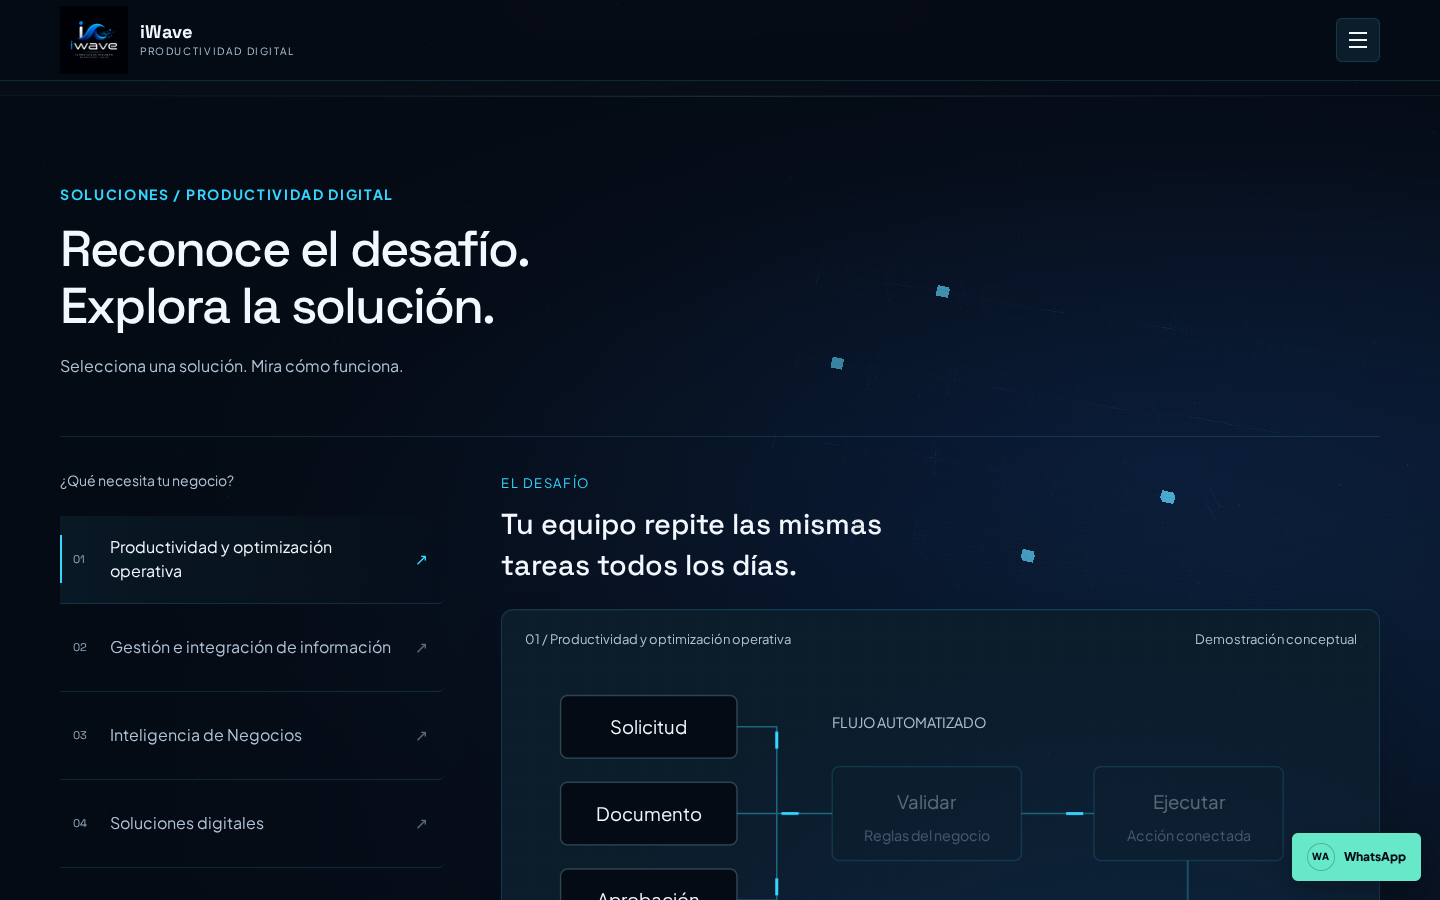 iwave
iWave
PRODUCTIVIDAD DIGITAL
SOLUCIONES / PRODUCTIVIDAD DIGITAL
Reconoce el desafío.
Explora la solución.
Selecciona una solución. Mira cómo funciona.
¿Qué necesita tu negocio?
01 Productividad y optimización
operativa ↗
02 Gestión e integración de información ↗
03 Inteligencia de Negocios ↗
04 Soluciones digitales ↗
EL DESAFÍO
Tu equipo repite las mismas
tareas todos los días.
01 / Productividad y optimización operativa
Demostración conceptual
Solicitud
Documento
Aprobación
FLUJO AUTOMATIZADO
Validar
Reglas del negocio
Ejecutar
Acción conectada
WA WhatsApp